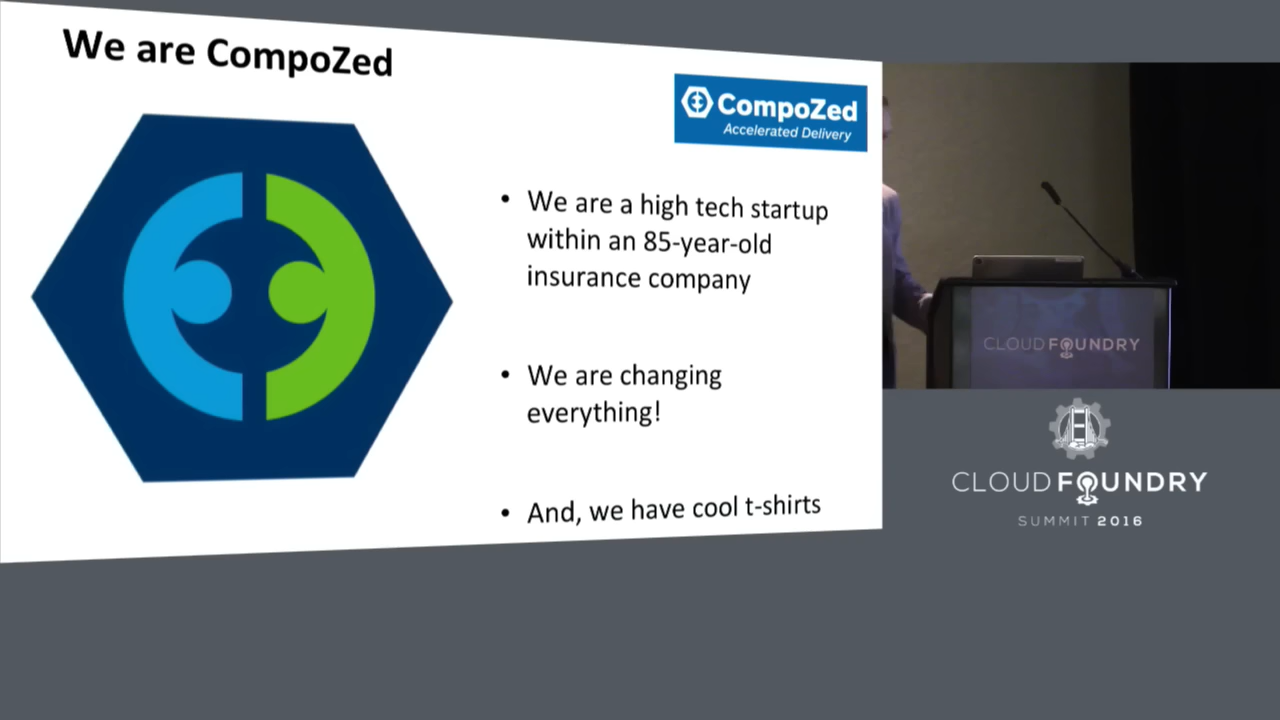 We are CompoZed
CompoZed
Accelerated Delivery
• We are a high tech startup
within an 85-year-old
insurance company
• We are changing
everything!
• And, we have cool t-shirts
CLOUD FOUNDRY
CLOUD FOUNDRY
SUMMIT 2016